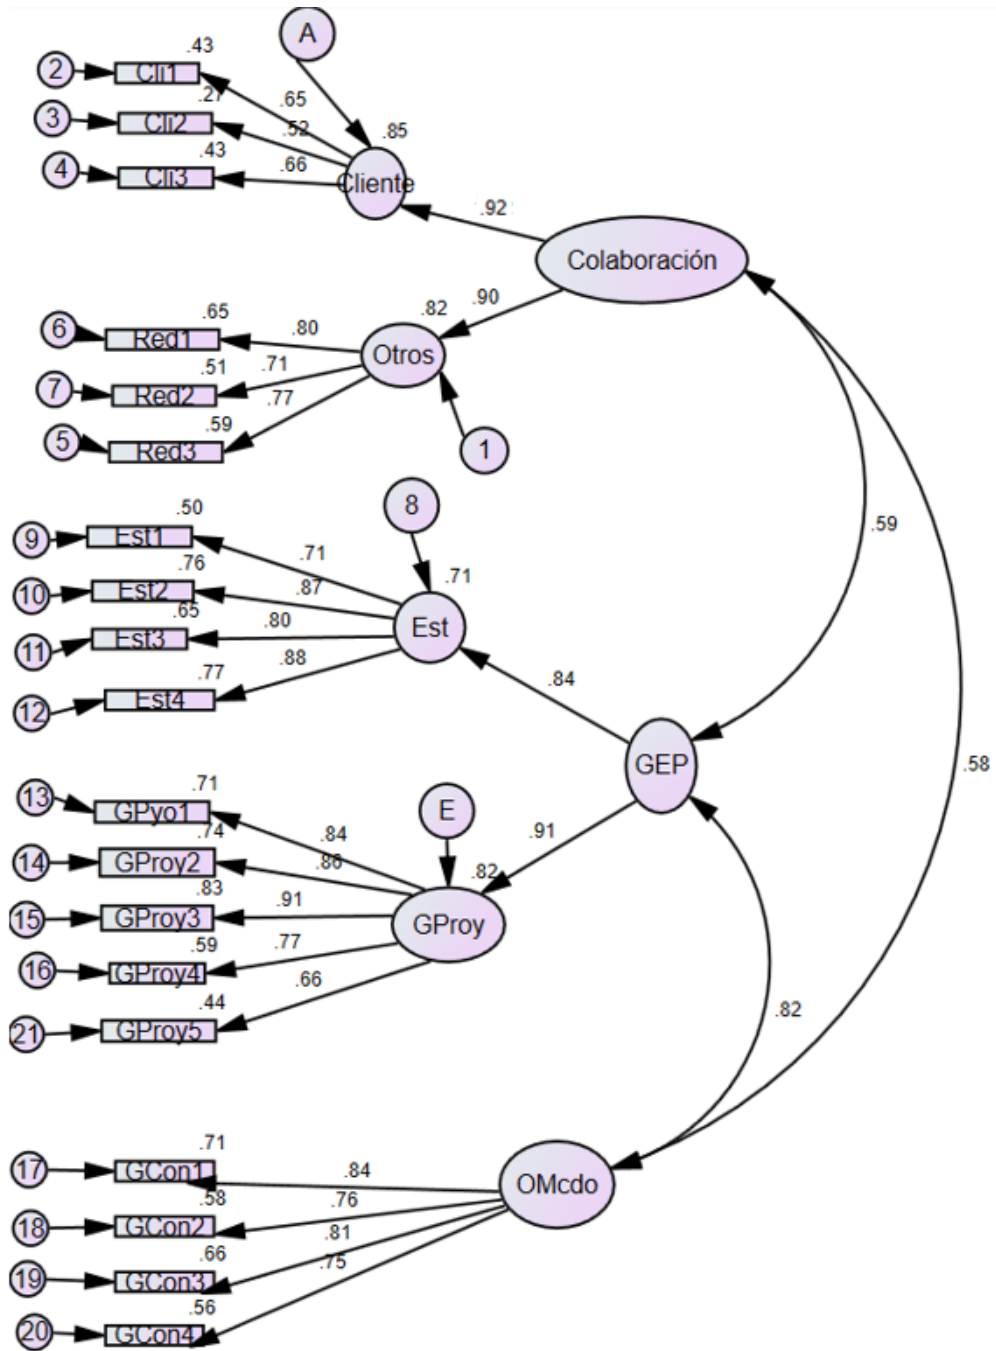 A
.43
2
Cli1
.27
.65
3
Cli2
.52
.85
.43
4
Cli3
.66
Cliente
.92
Colaboración
.90
.82
.65
6
Red1
.80
Otros
.51
.71
7
Red2
.77
.59
5
Red3
1
8
.50
9
Est1
.71
.59
.76
10
Est2
.87
.71
.65
11
Est3
.80
Est
.77
.88
12
Est4
.84
GEP
.58
.71
13
GPyo1
E
.84
.91
.74
14
GProy2
.86
.82
.83
15
GProy3
.91
GProy
.59
.77
16
GProy4
.66
.44
21
GProy5
.82
.71
17
GCon1
.84
OMcdo
.58
.76
18
GCon2
.81
.66
.75
19
GCon3
.56
20
GCon4